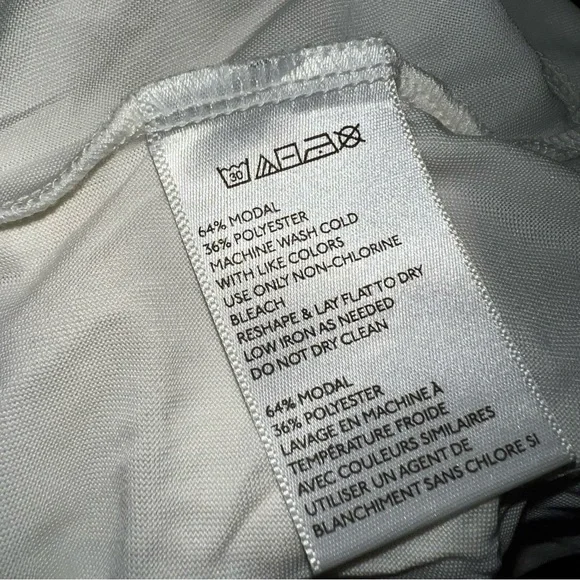 30
64% MODAL
36% POLYESTER
MACHINE WASH COLD
WITH LIKE COLORS
USE ONLY NON-CHLORINE
BLEACH
RESHAPE & LAY FLAT TO DRY
LOW IRON AS NEEDED
DO NOT DRY CLEAN
64% MODAL
36% POLYESTER
LAVAGE EN MACHINE À
TEMPÉRATURE FROIDE
AVEC COULEURS SIMILAIRES
UTILISER UN AGENT DE
BLANCHIMENT SANS CHLORE SI